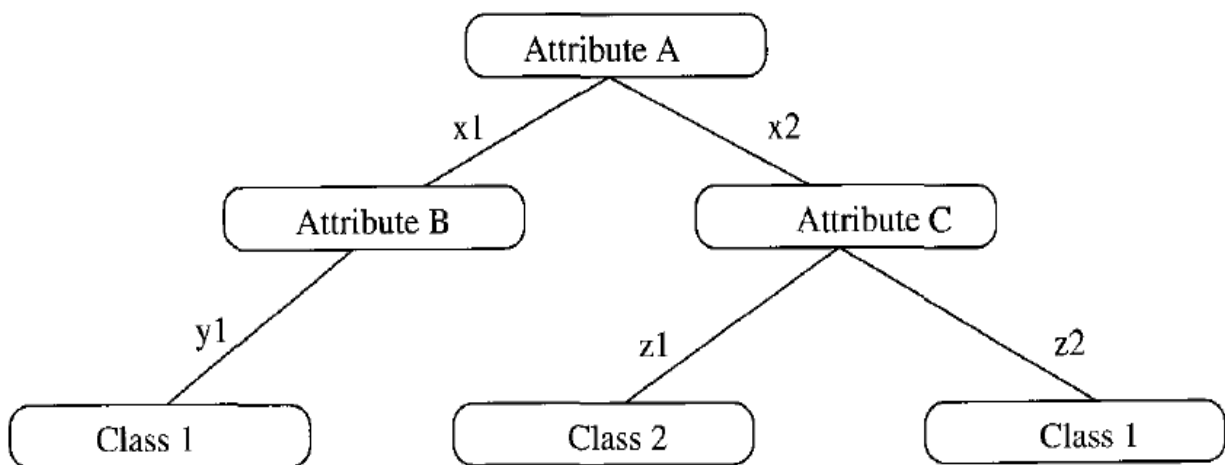 Attribute A
x1
x2
Attribute B
Attribute C
y1
z1
z2
Class 1
Class 2
Class 1